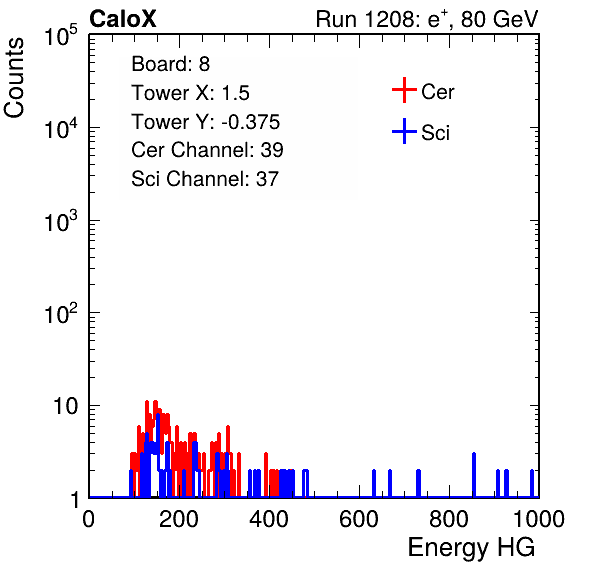 CaloX Run 1208: e⁺, 80 GeV
Counts
10⁵
10⁴
10³
10²
10
1
Board: 8
Tower X: 1.5
Tower Y: -0.375
Cer Channel: 39
Sci Channel: 37
Cer
Sci
0 200 400 600 800 1000
Energy HG